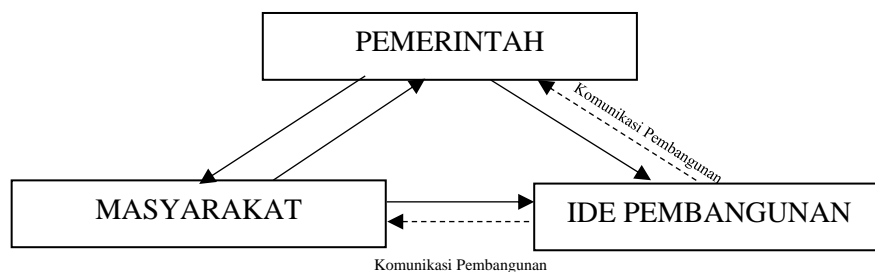 PEMERINTAH
Komunikasi Pembangunan
MASYARAKAT
IDE PEMBANGUNAN
Komunikasi Pembangunan